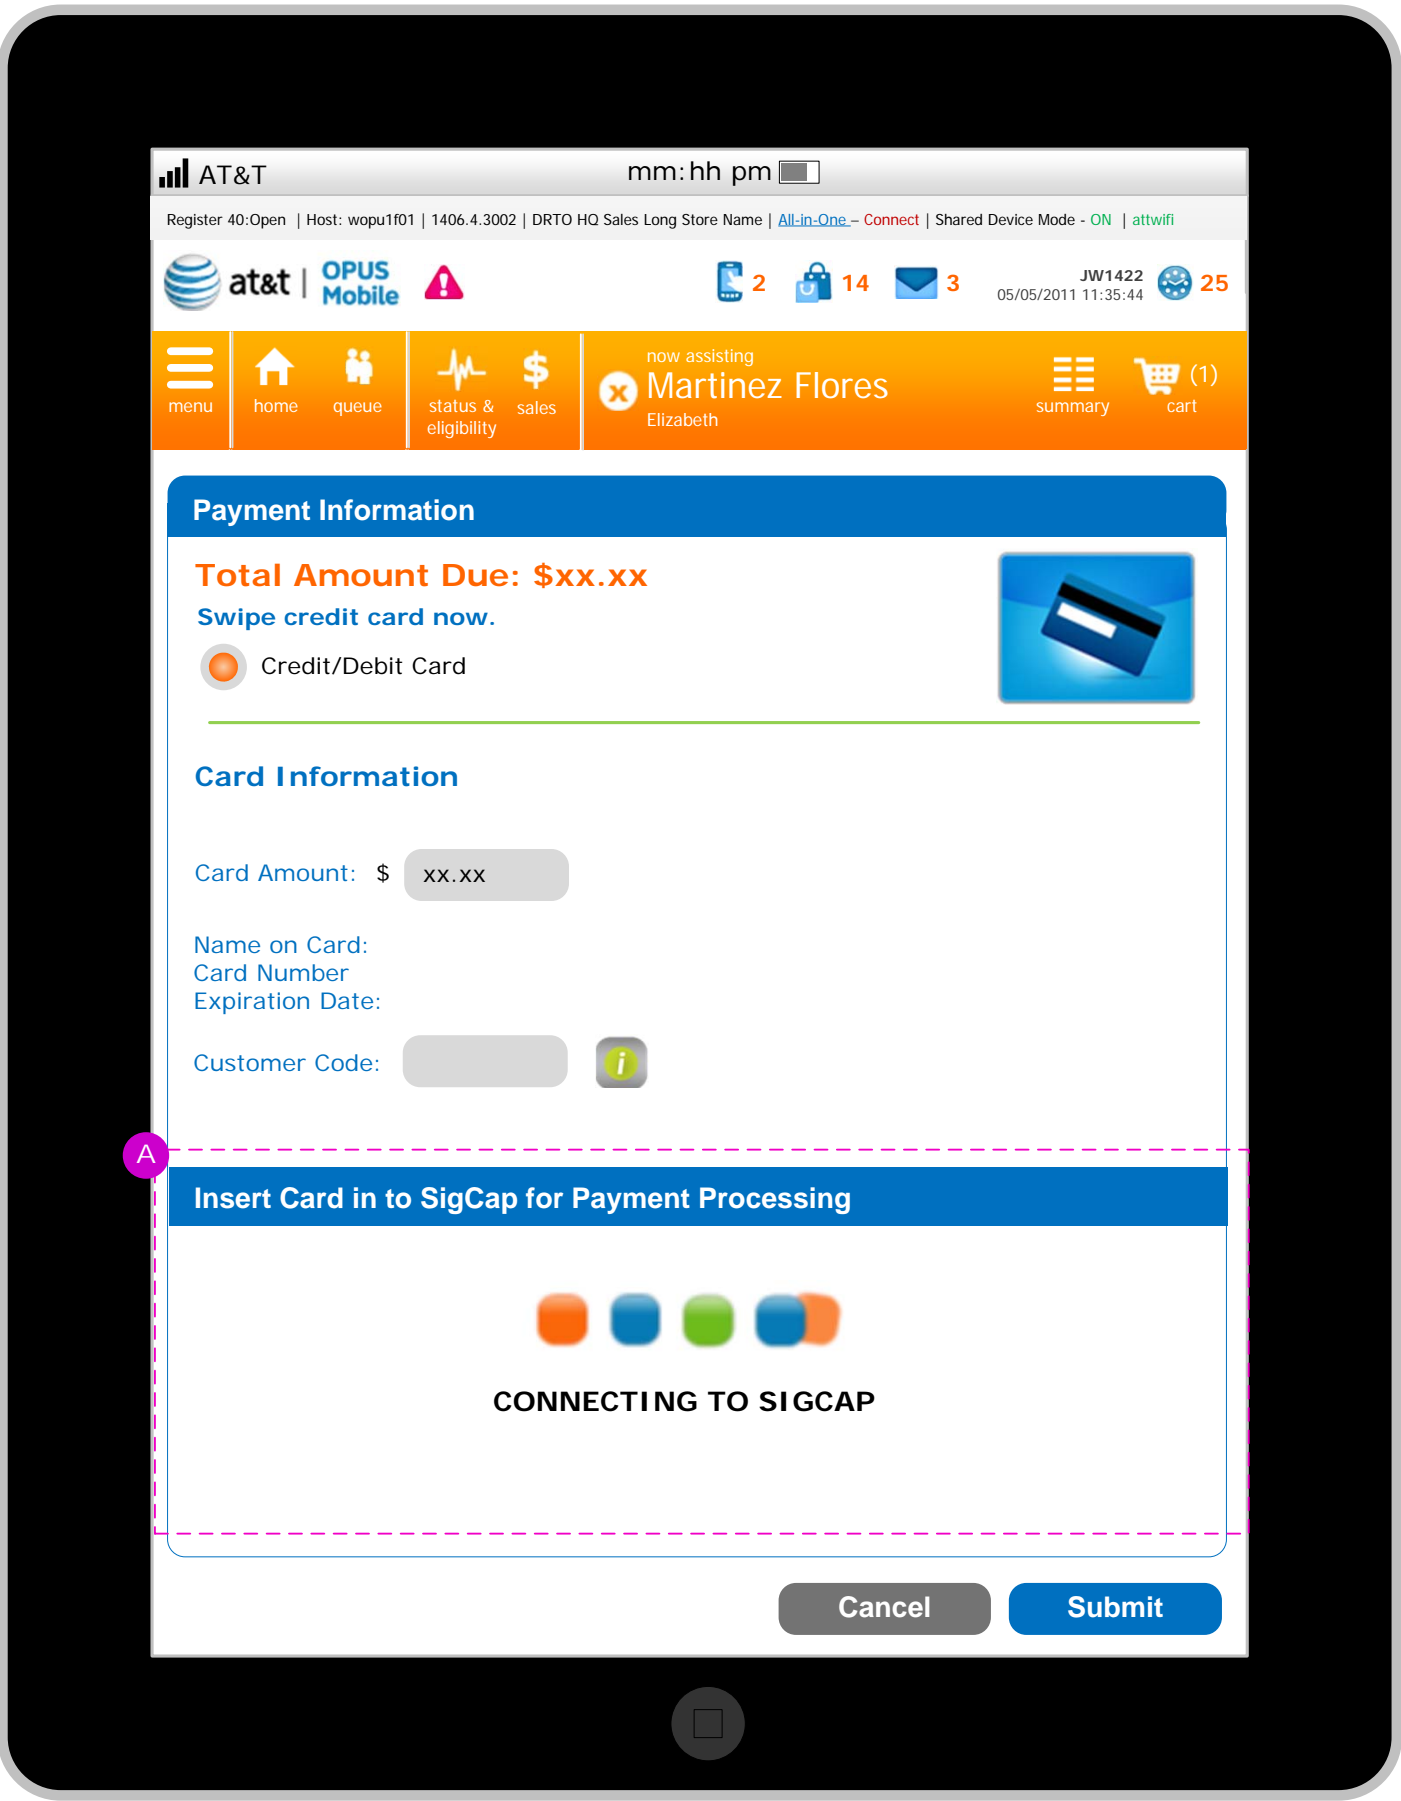 AT&T mm:hh pm
Register 40:Open | Host: wopu1f01 | 1406.4.3002 | DRTO HQ Sales Long Store Name | All-in-One – Connect | Shared Device Mode - ON | attwifi
at&t | OPUS Mobile 2 14 3 JW1422 25
05/05/2011 11:35:44
menu home queue status & eligibility $ sales
x now assisting
Martinez Flores
Elizabeth
summary (1) cart
Payment Information
Total Amount Due: $xx.xx
Swipe credit card now.
Credit/Debit Card
Card Information
Card Amount: $ xx.xx
Name on Card:
Card Number
Expiration Date:
Customer Code: i
A
Insert Card in to SigCap for Payment Processing
CONNECTING TO SIGCAP
Cancel Submit